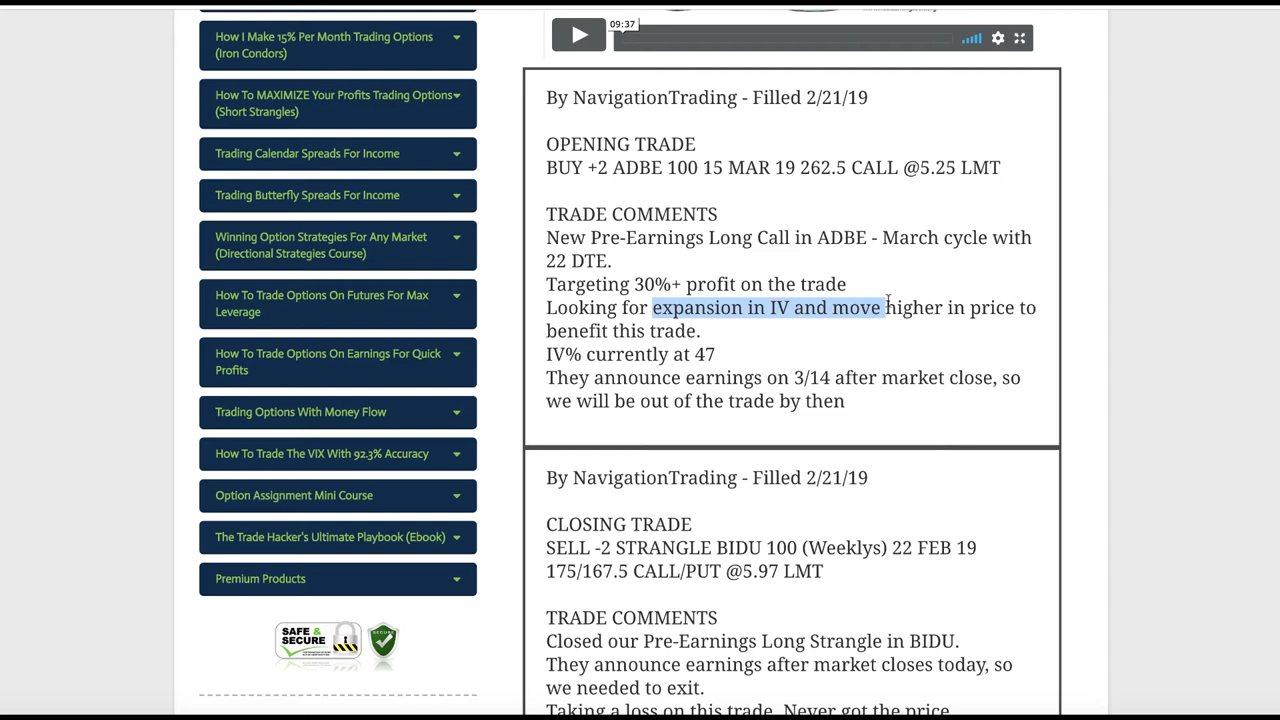 How I Make 15% Per Month Trading Options
(Iron Condors)
How To MAXIMIZE Your Profits Trading Options
(Short Strangles)
Trading Calendar Spreads For Income
Trading Butterfly Spreads For Income
Winning Option Strategies For Any Market
(Directional Strategies Course)
How To Trade Options On Futures For Max
Leverage
How To Trade Options On Earnings For Quick
Profits
Trading Options With Money Flow
How To Trade The VIX With 92.3% Accuracy
Option Assignment Mini Course
The Trade Hacker's Ultimate Playbook (Ebook)
Premium Products
SAFE &
SECURE
SECURE
09:37
By NavigationTrading - Filled 2/21/19
OPENING TRADE
BUY +2 ADBE 100 15 MAR 19 262.5 CALL @5.25 LMT
TRADE COMMENTS
New Pre-Earnings Long Call in ADBE - March cycle with
22 DTE.
Targeting 30%+ profit on the trade
Looking for expansion in IV and move higher in price to
benefit this trade.
IV% currently at 47
They announce earnings on 3/14 after market close, so
we will be out of the trade by then
By NavigationTrading - Filled 2/21/19
CLOSING TRADE
SELL -2 STRANGLE BIDU 100 (Weeklys) 22 FEB 19
175/167.5 CALL/PUT @5.97 LMT
TRADE COMMENTS
Closed our Pre-Earnings Long Strangle in BIDU.
They announce earnings after market closes today, so
we needed to exit.
Taking a loss on this trade. Never got the price